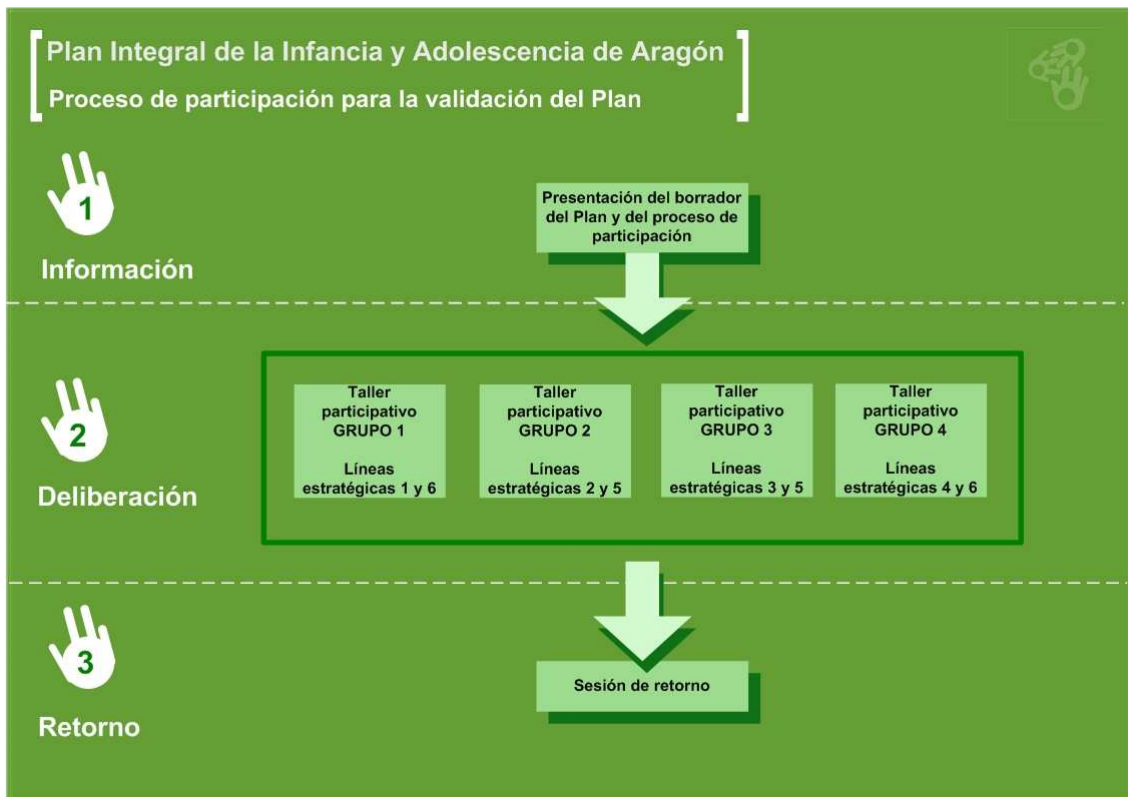 Plan Integral de la Infancia y Adolescencia de Aragón
Proceso de participación para la validación del Plan
1
Información
Presentación del borrador
del Plan y del proceso de
participación
2
Deliberación
Taller
participativo
GRUPO 1
Líneas
estratégicas 1 y 6
Taller
participativo
GRUPO 2
Líneas
estratégicas 2 y 5
Taller
participativo
GRUPO 3
Líneas
estratégicas 3 y 5
Taller
participativo
GRUPO 4
Líneas
estratégicas 4 y 6
3
Retorno
Sesión de retorno